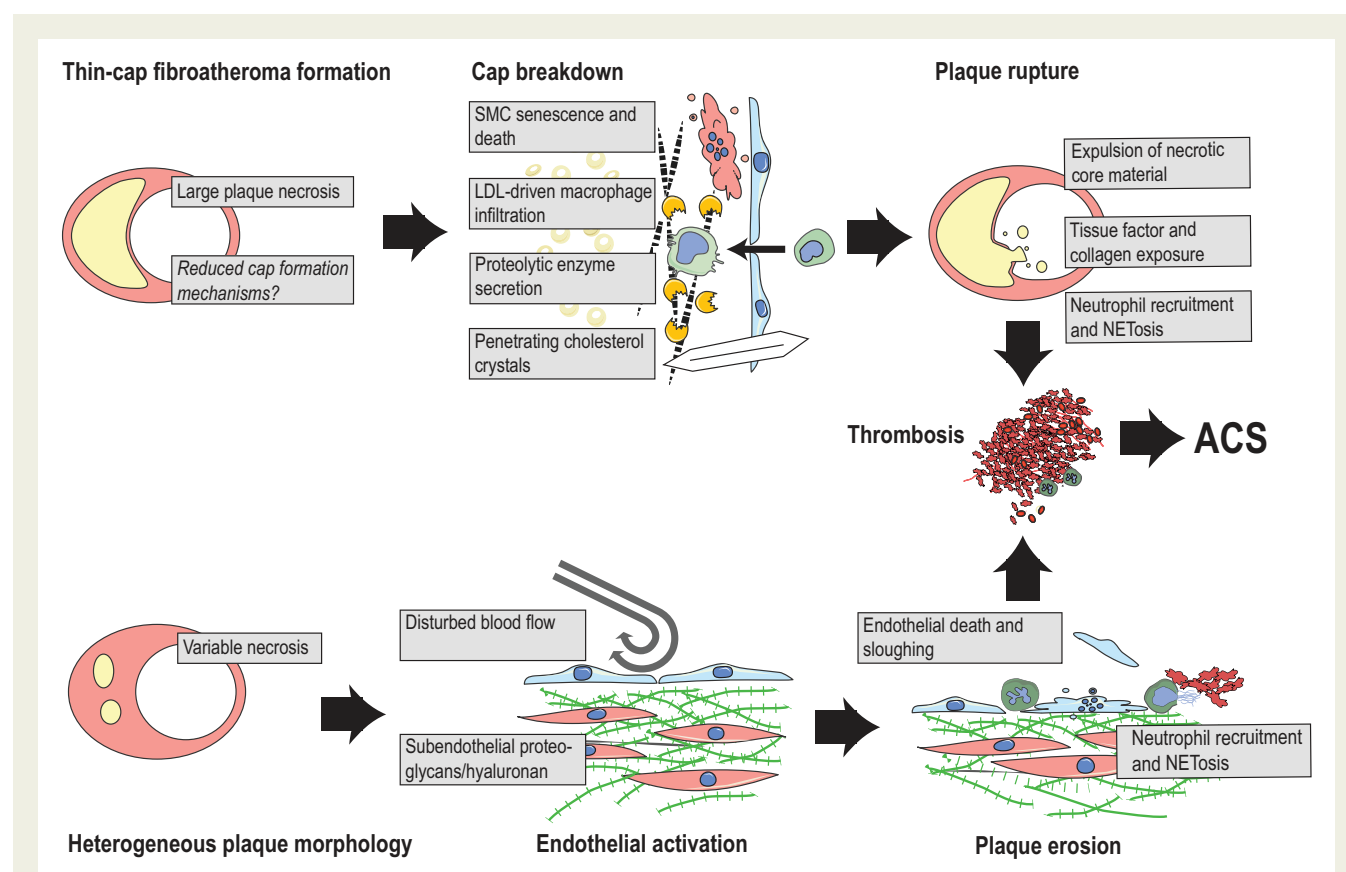 Thin-cap fibroatheroma formation
Cap breakdown
Plaque rupture
Large plaque necrosis
Reduced cap formation
mechanisms?
SMC senescence and
death
LDL-driven macrophage
infiltration
Proteolytic enzyme
secretion
Penetrating cholesterol
crystals
Expulsion of necrotic
core material
Tissue factor and
collagen exposure
Neutrophil recruitment
and NETosis
Thrombosis
ACS
Variable necrosis
Disturbed blood flow
Subendothelial proteo-
glycans/hyaluronan
Endothelial death and
sloughing
Neutrophil recruitment
and NETosis
Heterogeneous plaque morphology
Endothelial activation
Plaque erosion